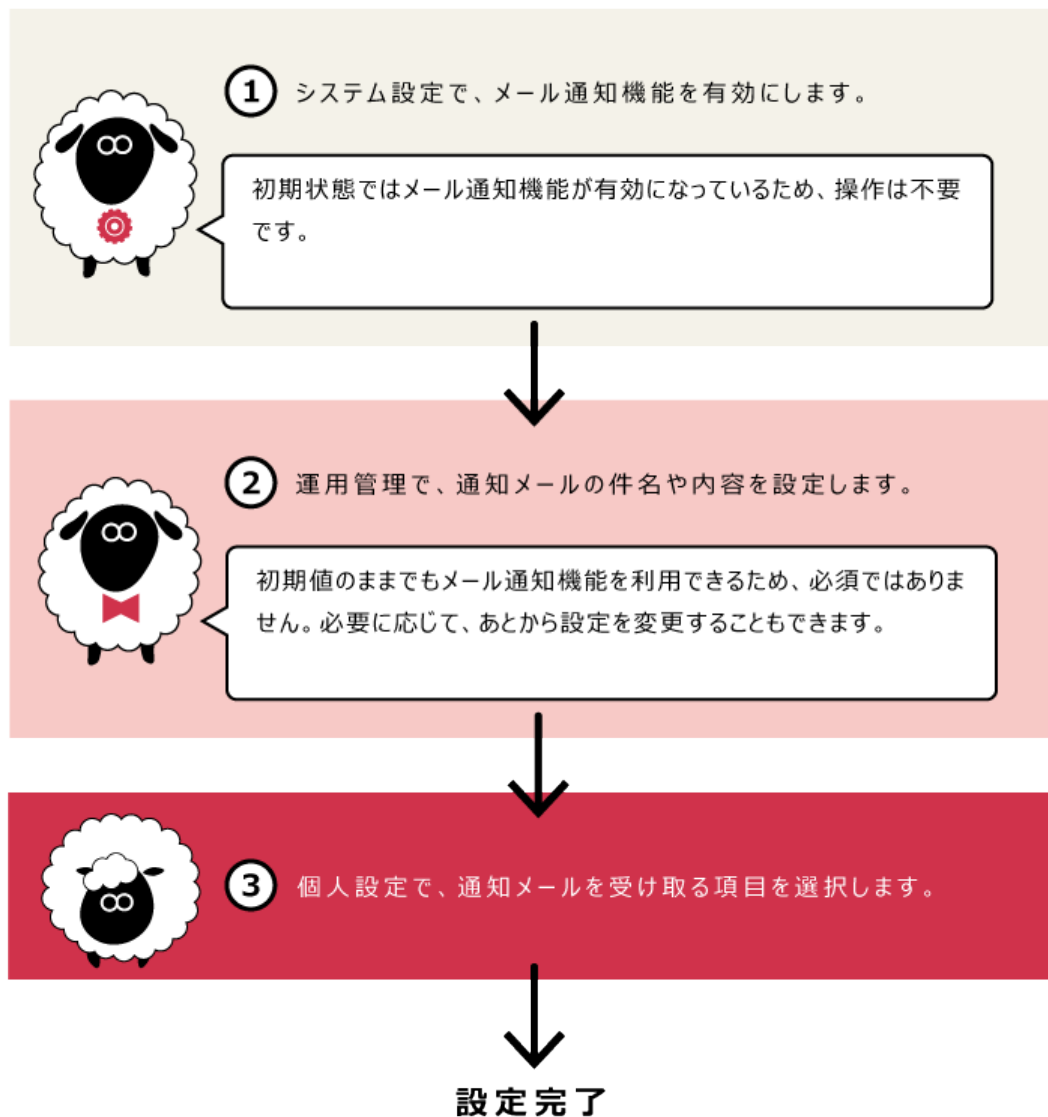 ① システム設定で、メール通知機能を有効にします。
初期状態ではメール通知機能が有効になっているため、操作は不要
です。
② 運用管理で、通知メールの件名や内容を設定します。
初期値のままでもメール通知機能を利用できるため、必須ではありま
せん。必要に応じて、あとから設定を変更することもできます。
③ 個人設定で、通知メールを受け取る項目を選択します。
設定完了